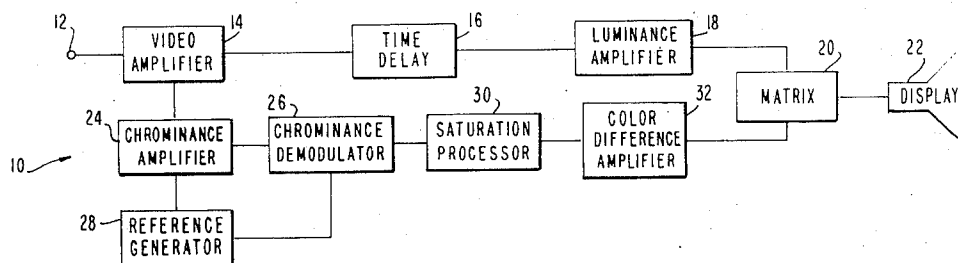 12
14
VIDEO
AMPLIFIER
16
TIME
DELAY
18
LUMINANCE
AMPLIFIER
20
MATRIX
22
DISPLAY
24
CHROMINANCE
AMPLIFIER
26
CHROMINANCE
DEMODULATOR
30
SATURATION
PROCESSOR
32
COLOR
DIFFERENCE
AMPLIFIER
10
28
REFERENCE
GENERATOR